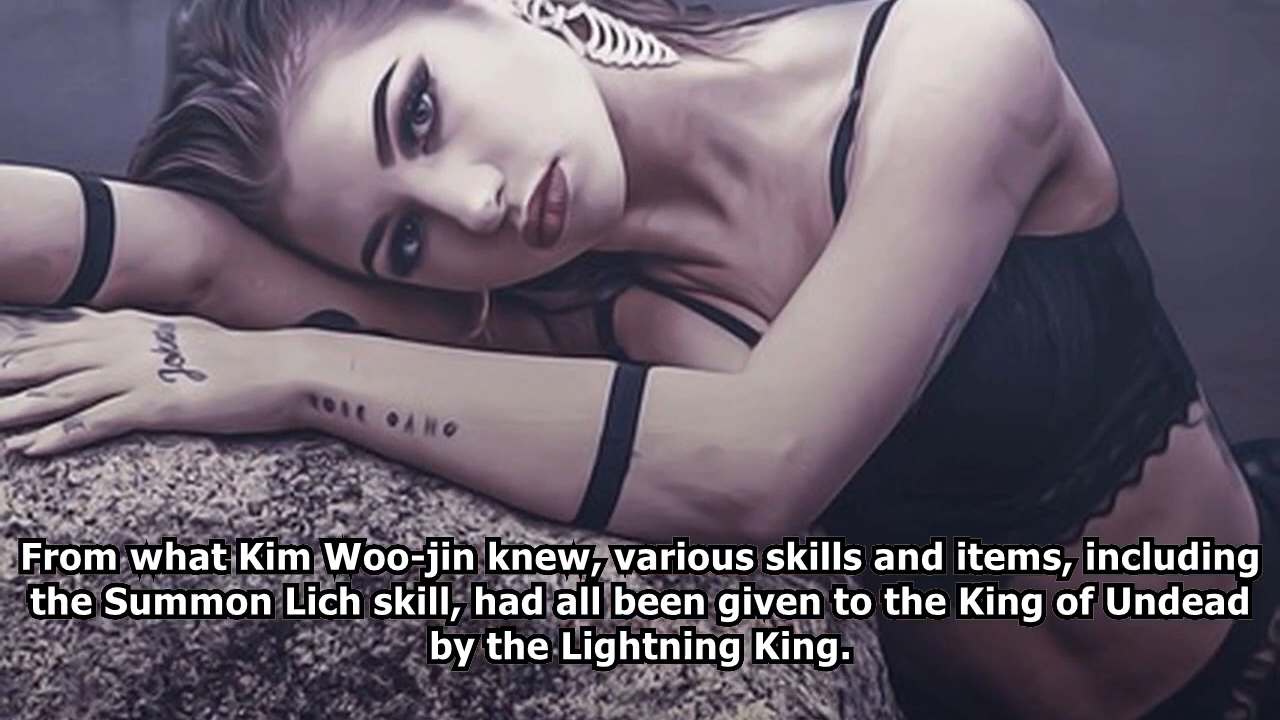 From what Kim Woo-jin knew, various skills and items, including
the Summon Lich skill, had all been given to the King of Undead
by the Lightning King.